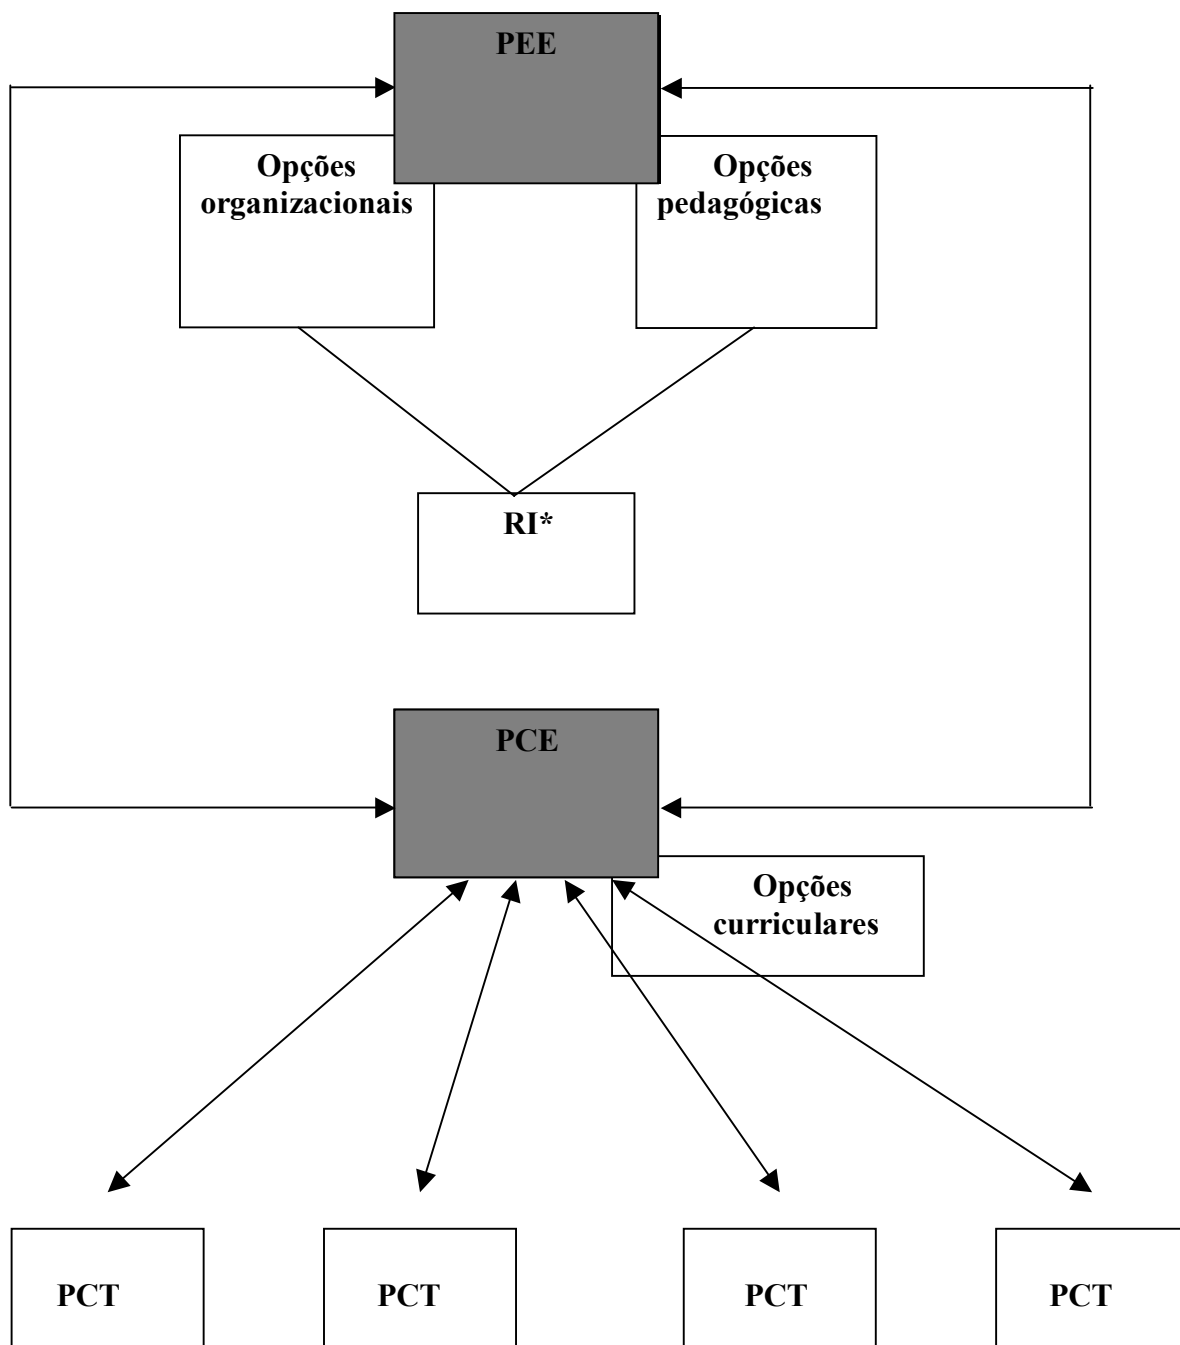 PEE
Opções
organizacionais
Opções
pedagógicas
RI*
PCE
Opções
curriculares
PCT
PCT
PCT
PCT